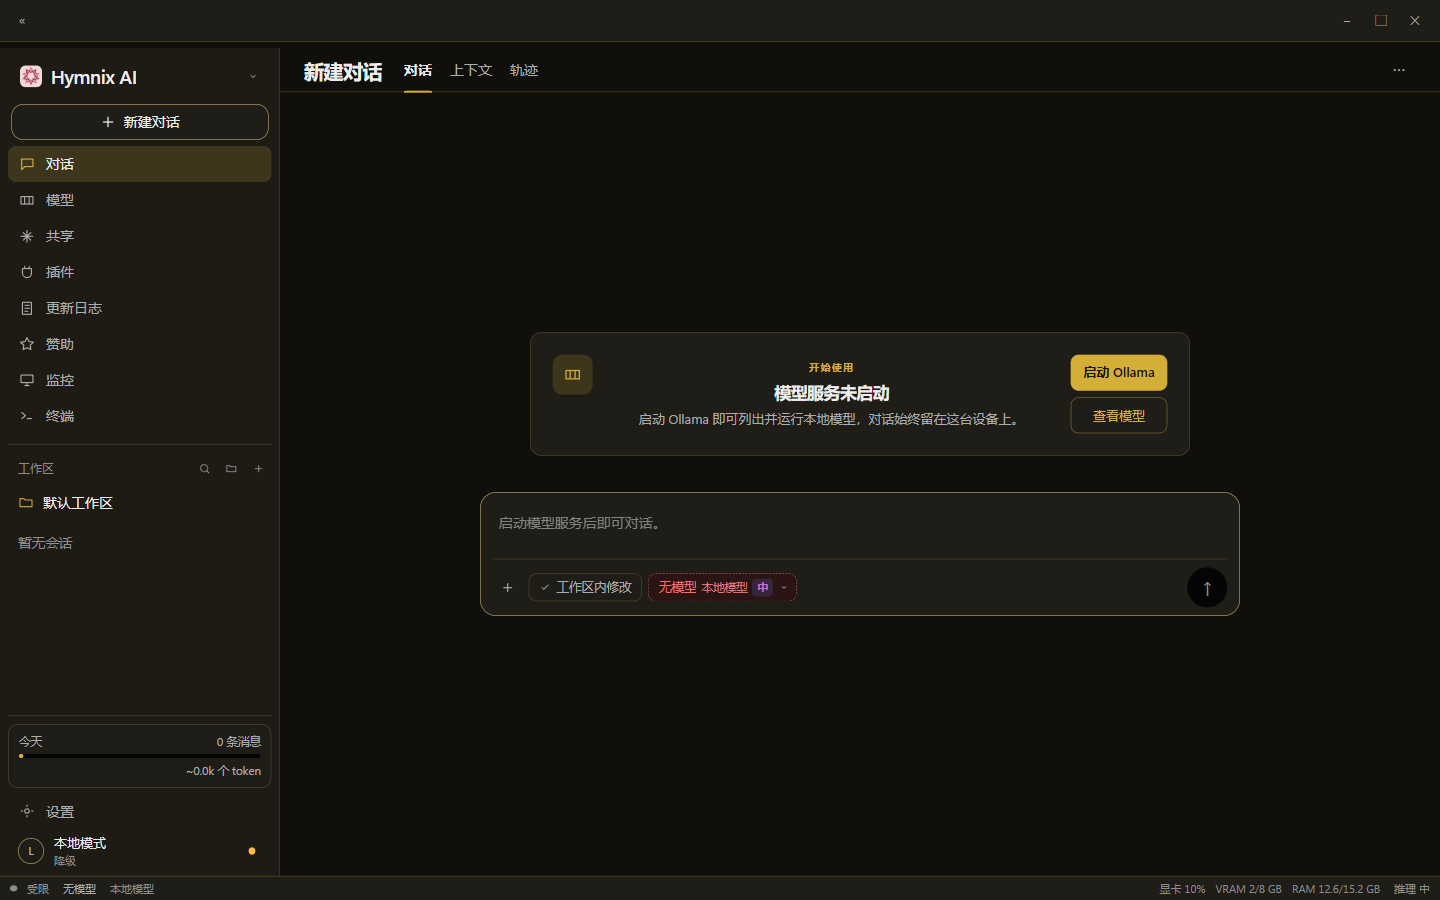 «
Hymnix AI
新建对话
对话
模型
共享
插件
更新日志
赞助
监控
终端
工作区
默认工作区
暂无会话
今天 0 条消息
~0.0k 个 token
设置
L
本地模式
降级
新建对话 对话 上下文 轨迹
开始使用
模型服务未启动
启动 Ollama 即可列出并运行本地模型，对话始终留在这台设备上。
启动 Ollama
查看模型
启动模型服务后即可对话。
工作区内修改 无模型 本地模型 中
受限 无模型 本地模型 显卡 10% VRAM 2/8 GB RAM 12.6/15.2 GB 推理 中